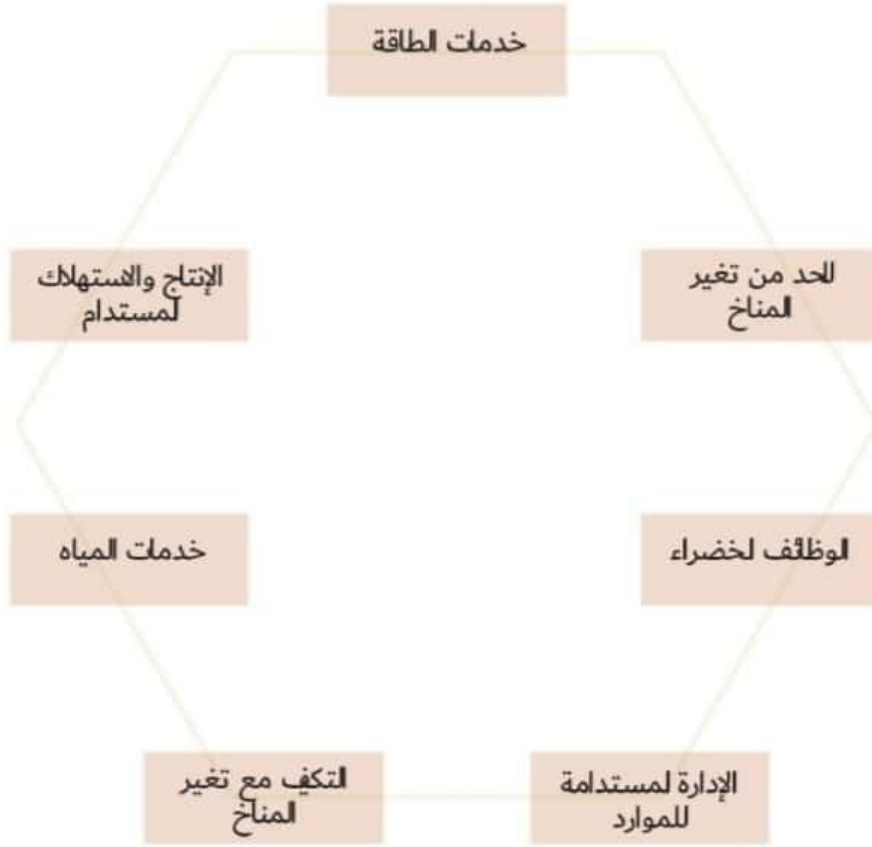 خدمات الطاقة
للحد من تغير
المناخ
الإنتاج والاستهلاك
لمستدام
الوظائف لخضراء
خدمات المياه
الإدارة لمستدامة
للموارد
التكيف مع تغير
المناخ